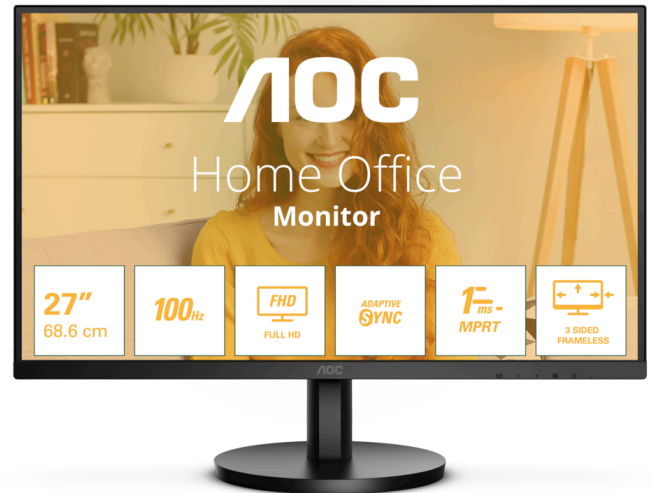 AOC
Home Office
Monitor
27"
68.6 cm
100Hz
FHD
FULL HD
ADAPTIVE
SYNC
1ms
MPRT
3 SIDED
FRAMELESS
AOC